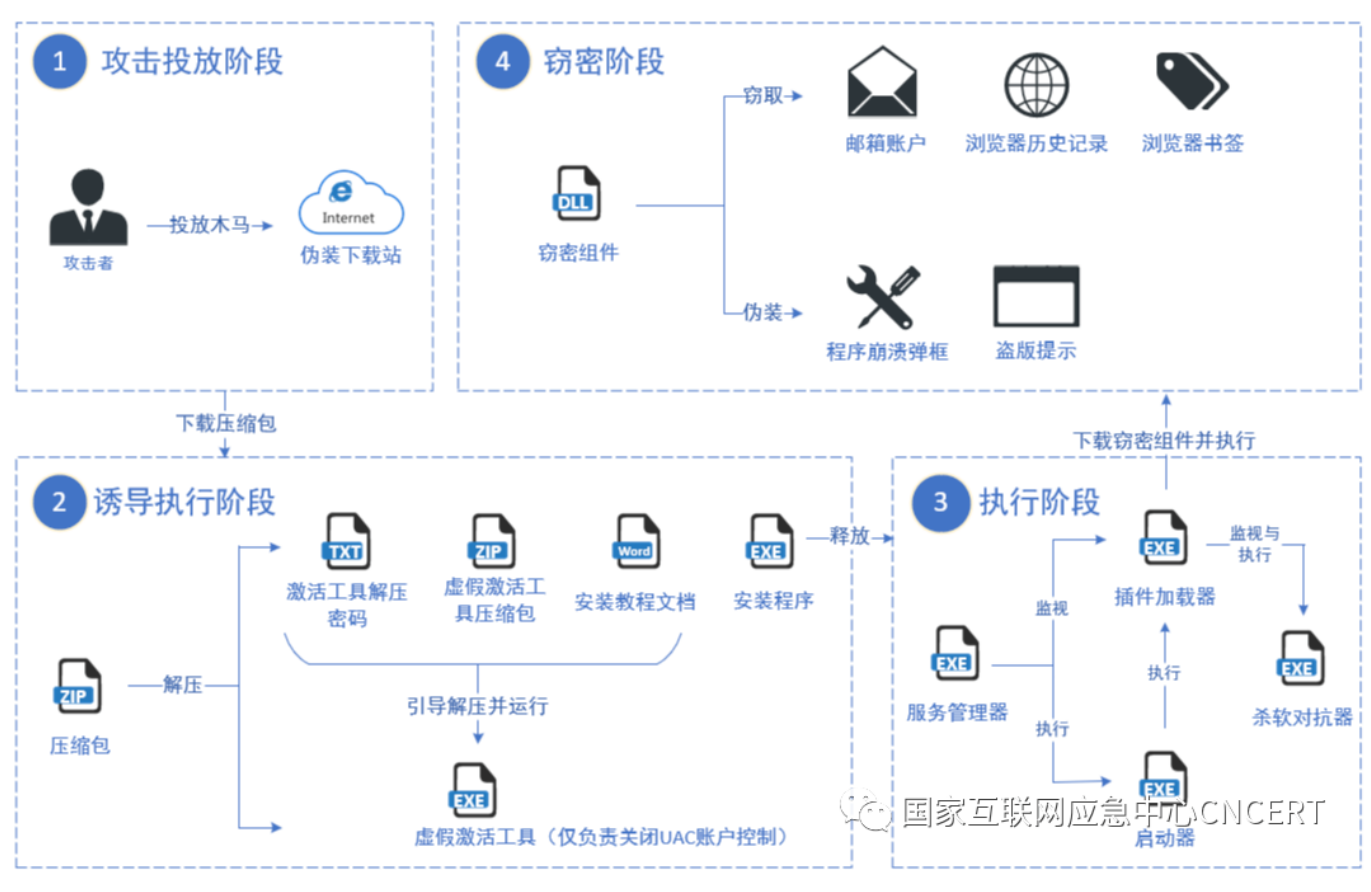 1
攻击投放阶段
攻击者
投放木马
Internet
伪装下载站
下载压缩包
2
诱导执行阶段
ZIP
压缩包
解压
TXT
激活工具解压
密码
ZIP
虚假激活工
具压缩包
Word
安装教程文档
EXE
安装程序
引导解压并运行
EXE
虚假激活工具（仅负责关闭UAC账户控制）
释放
3
执行阶段
EXE
服务管理器
监视
执行
EXE
插件加载器
执行
EXE
启动器
监视与
执行
EXE
杀软对抗器
下载窃密组件并执行
4
窃密阶段
DLL
窃密组件
窃取
邮箱账户
浏览器历史记录
浏览器书签
伪装
程序崩溃弹框
盗版提示
国家互联网应急中心CNCERT